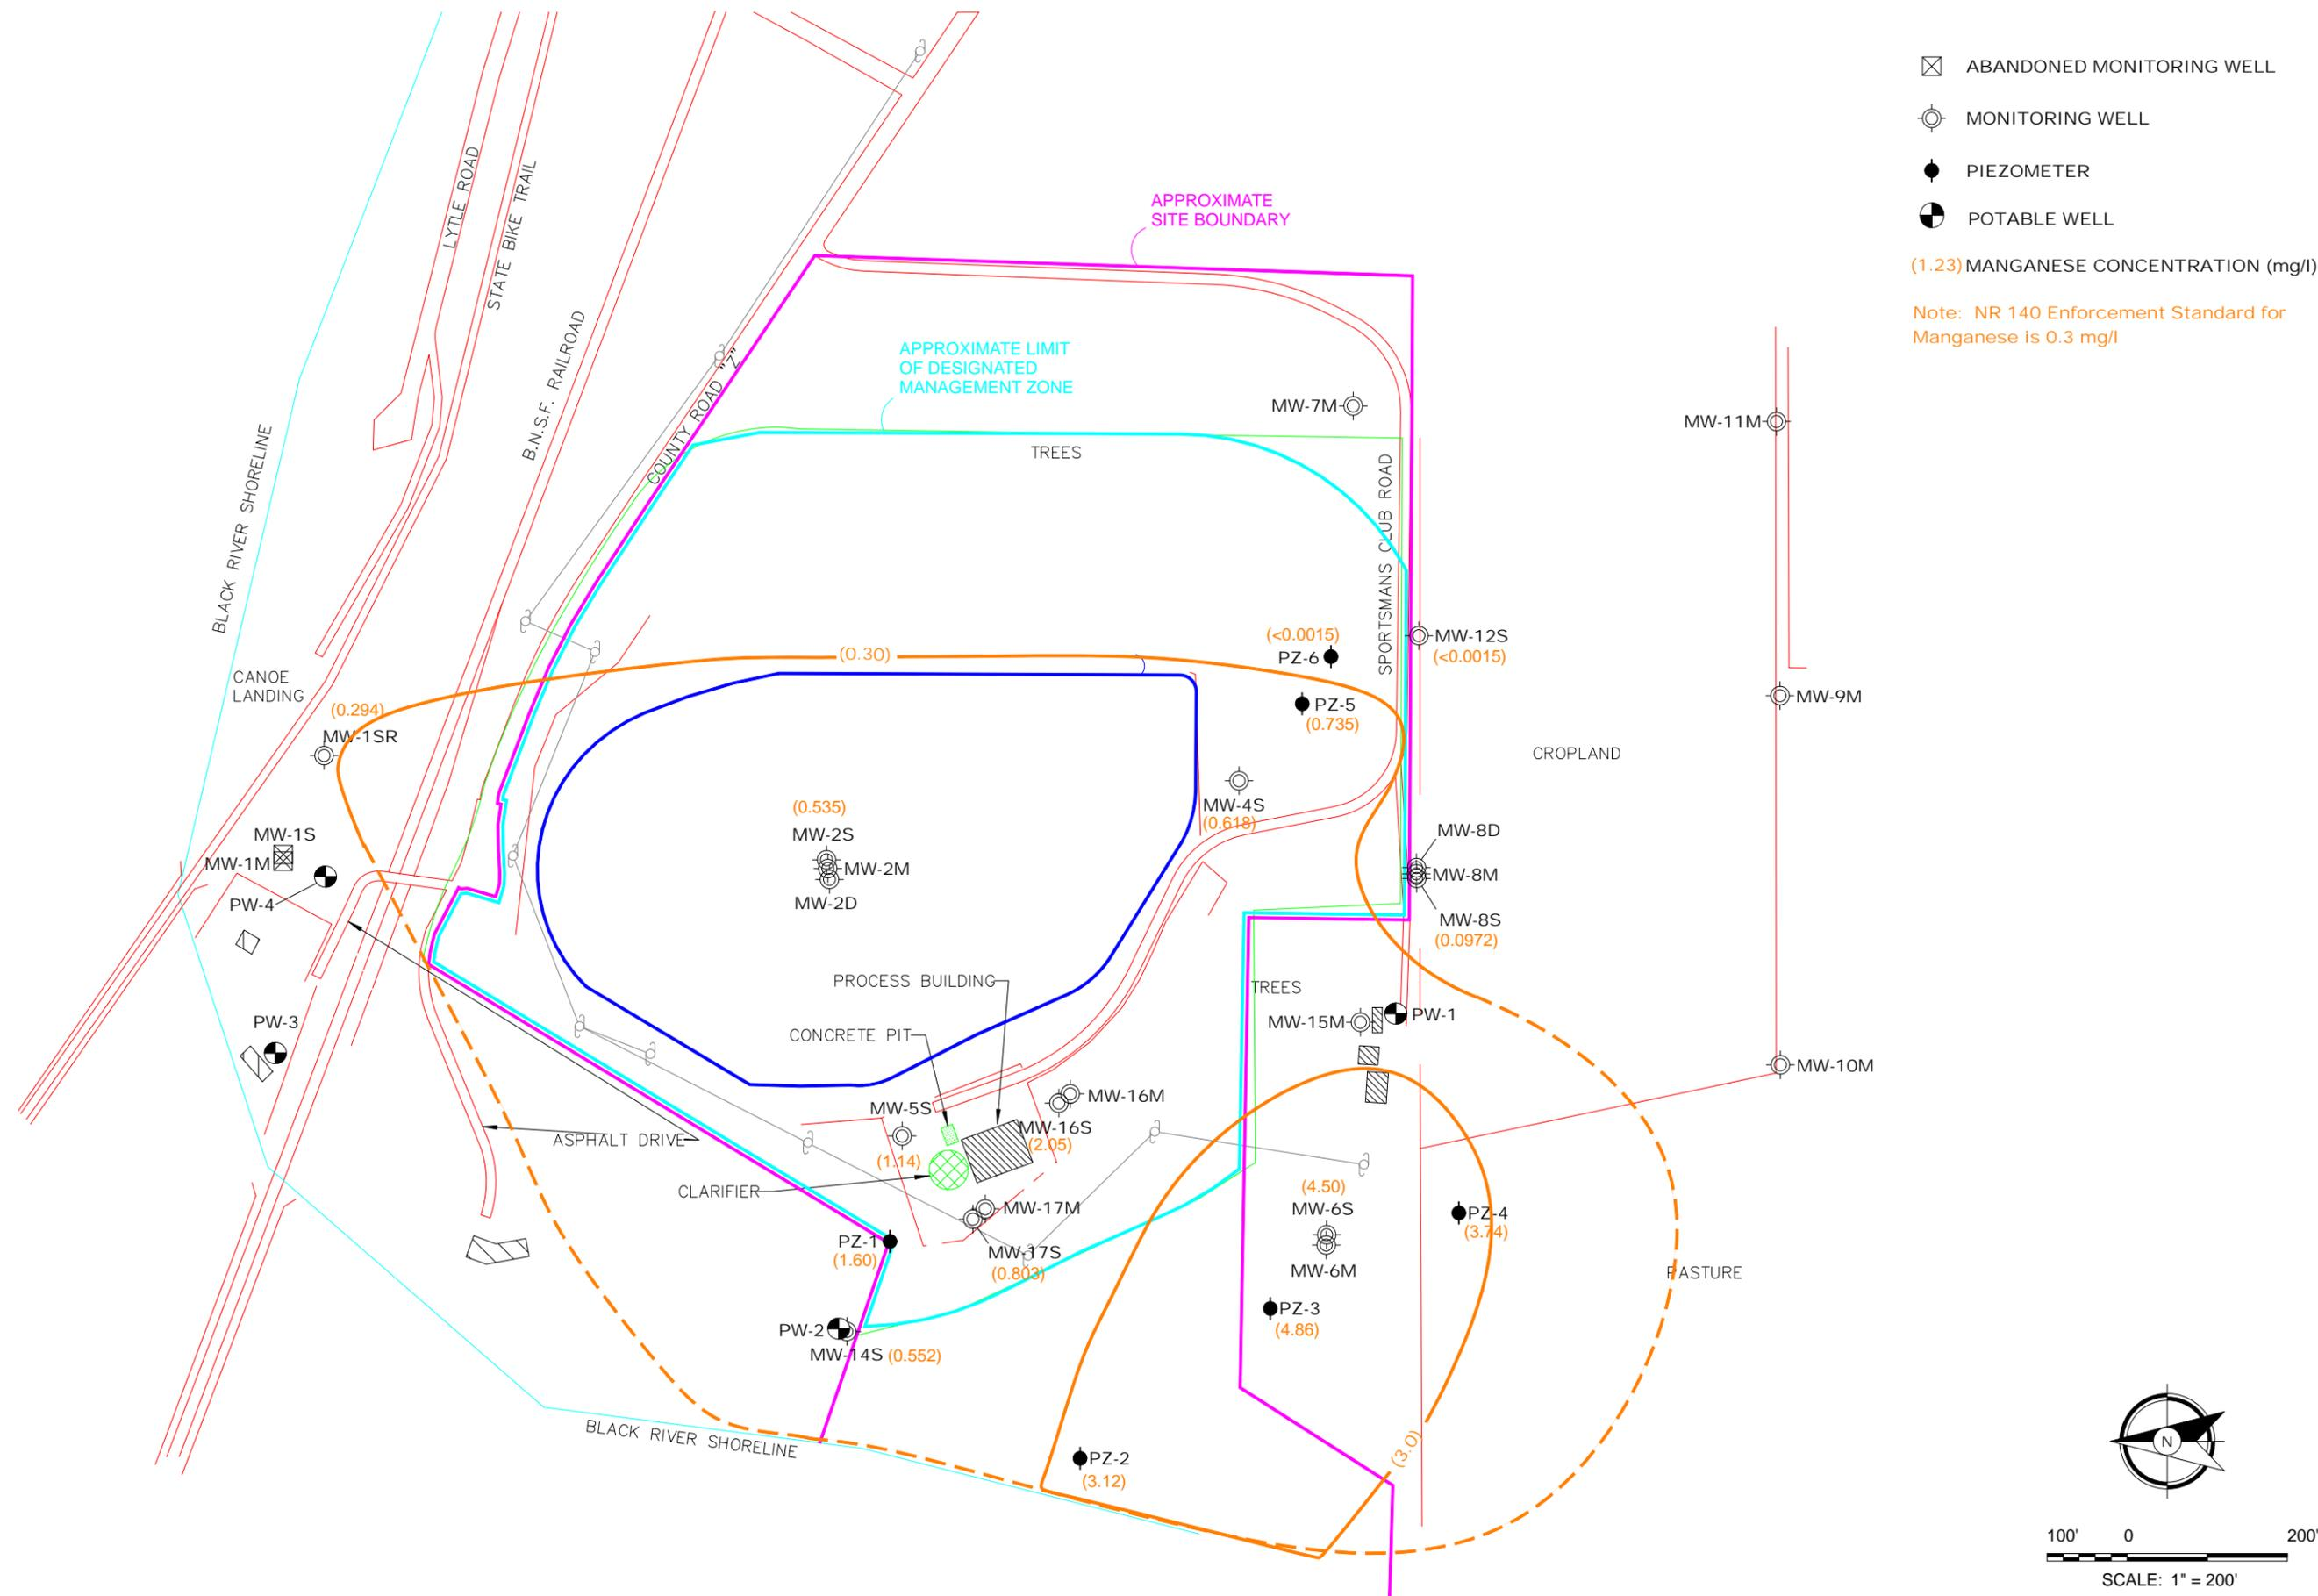 ABANDONED MONITORING WELL
MONITORING WELL
PIEZOMETER
POTABLE WELL
(1.23) MANGANESE CONCENTRATION (mg/l)
Note: NR 140 Enforcement Standard for
Manganese is 0.3 mg/l
APPROXIMATE
SITE BOUNDARY
APPROXIMATE LIMIT
OF DESIGNATED
MANAGEMENT ZONE
LYTLE ROAD
STATE BIKE TRAIL
B.N.S.F. RAILROAD
COUNTY ROAD "Z"
BLACK RIVER SHORELINE
TREES
SPORTSMANS CLUB ROAD
MW-7M
MW-11M
MW-12S
(<0.0015)
(<0.0015)
PZ-6
(0.30)
CANOE
LANDING
(0.294)
MW-1SR
PZ-5
(0.735)
MW-9M
CROPLAND
MW-4S
(0.618)
(0.535)
MW-2S
MW-2M
MW-2D
MW-1S
MW-1M
PW-4
MW-8D
MW-8M
MW-8S
(0.0972)
PROCESS BUILDING
TREES
CONCRETE PIT
PW-3
MW-15M
PW-1
MW-10M
MW-5S
(1.14)
MW-16M
MW-16S
(2.05)
ASPHALT DRIVE
CLARIFIER
MW-17M
MW-17S
(0.803)
PZ-1
(1.60)
(4.50)
MW-6S
MW-6M
PZ-4
(3.74)
PASTURE
PZ-3
(4.86)
PW-2
MW-14S (0.552)
BLACK RIVER SHORELINE
PZ-2
(3.12)
(3.0)
N
100' 0 200'
SCALE: 1" = 200'